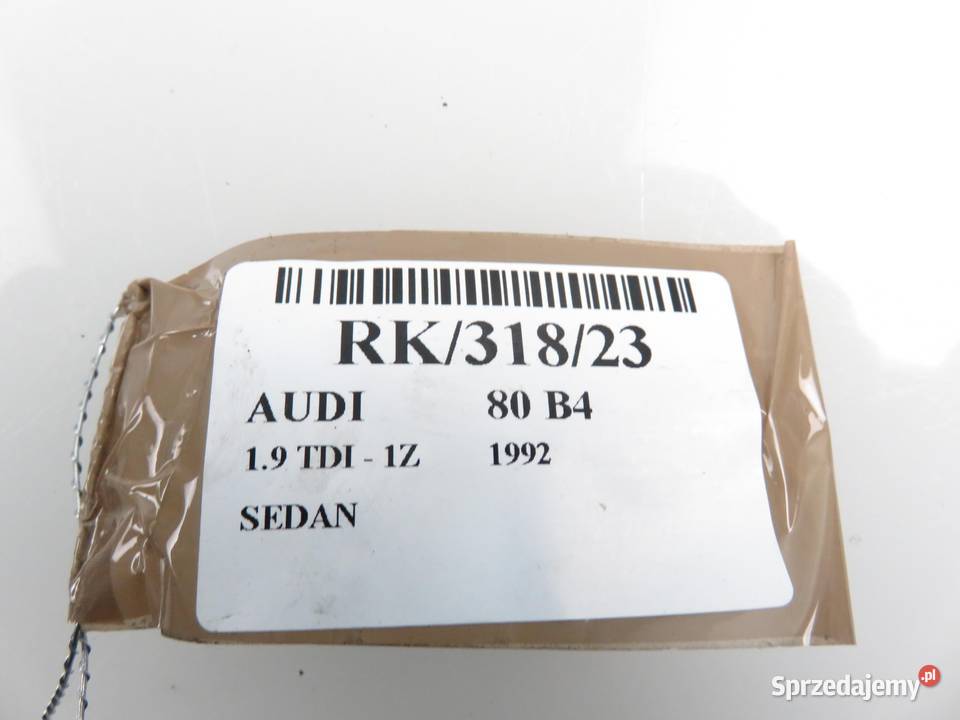 RK/318/23
AUDI 80 B4
1.9 TDI - 1Z 1992
SEDAN
Sprzedajemy.pl